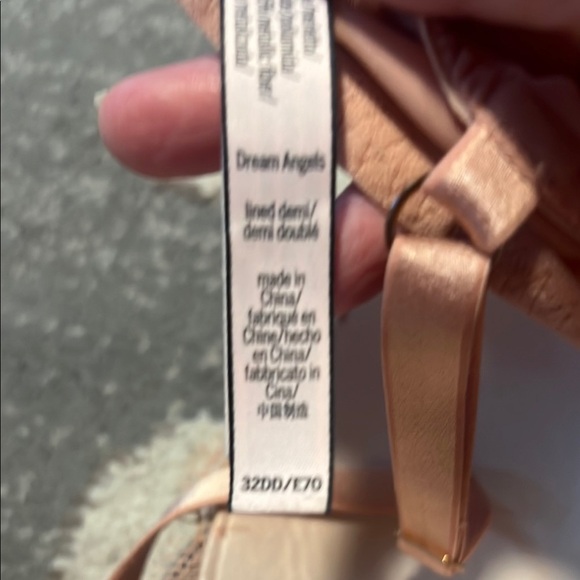 Dream Angels
lined demi/
demi doublé
made in
China/
fabriqué en
Chine/hecho
en China/
fabbricato in
Cina/
中国制造
32DD/E70